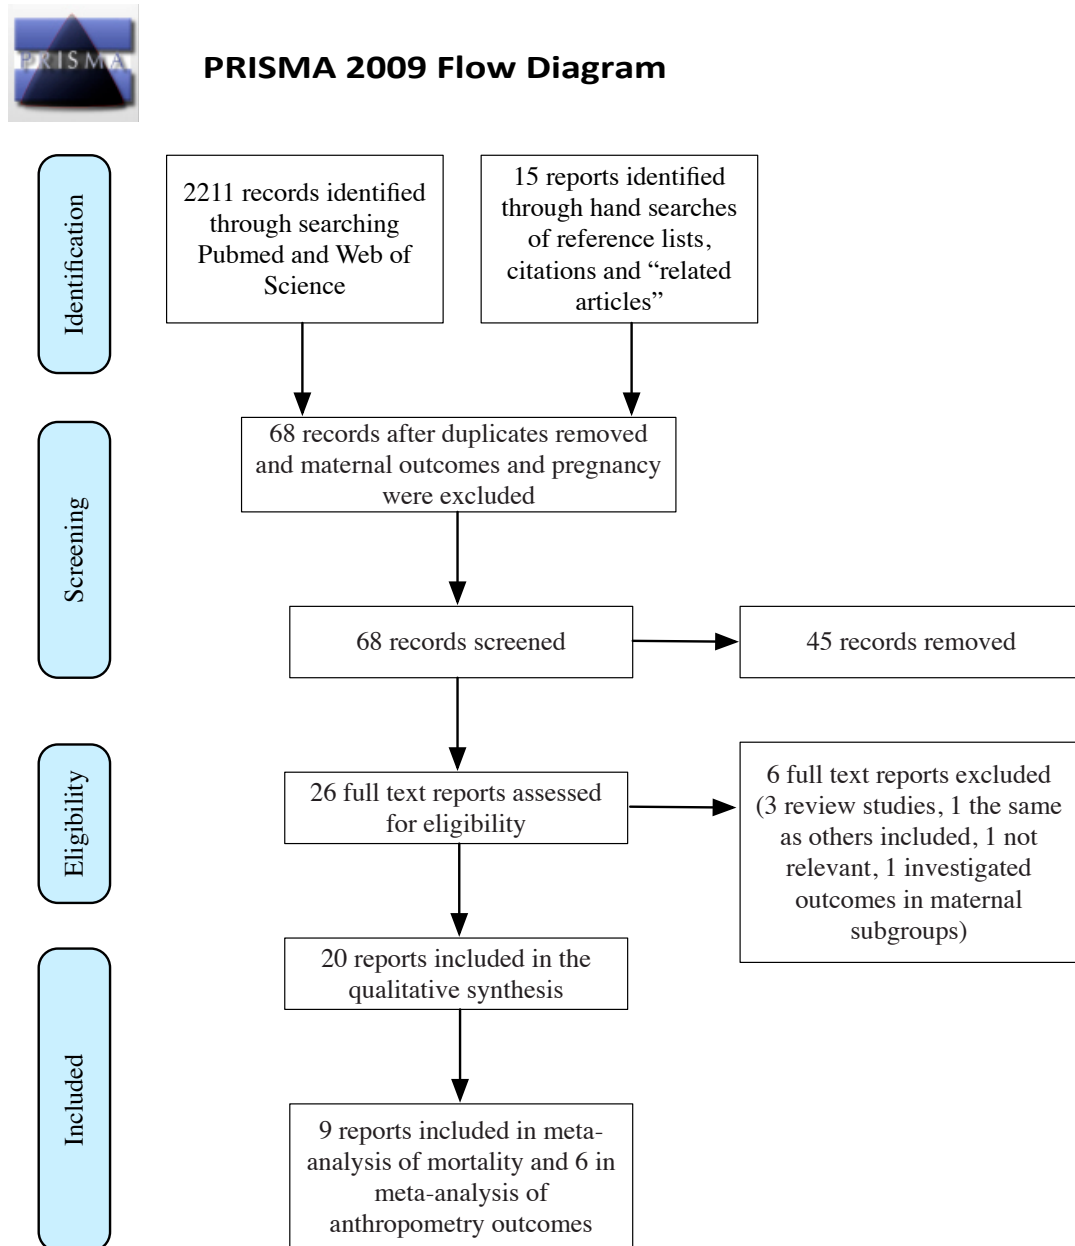 PRISMA
PRISMA 2009 Flow Diagram
Identification
2211 records identified
through searching
Pubmed and Web of
Science
15 reports identified
through hand searches
of reference lists,
citations and “related
articles”
Screening
68 records after duplicates removed
and maternal outcomes and pregnancy
were excluded
68 records screened
45 records removed
Eligibility
26 full text reports assessed
for eligibility
6 full text reports excluded
(3 review studies, 1 the same
as others included, 1 not
relevant, 1 investigated
outcomes in maternal
subgroups)
Included
20 reports included in the
qualitative synthesis
9 reports included in meta-
analysis of mortality and 6 in
meta-analysis of
anthropometry outcomes